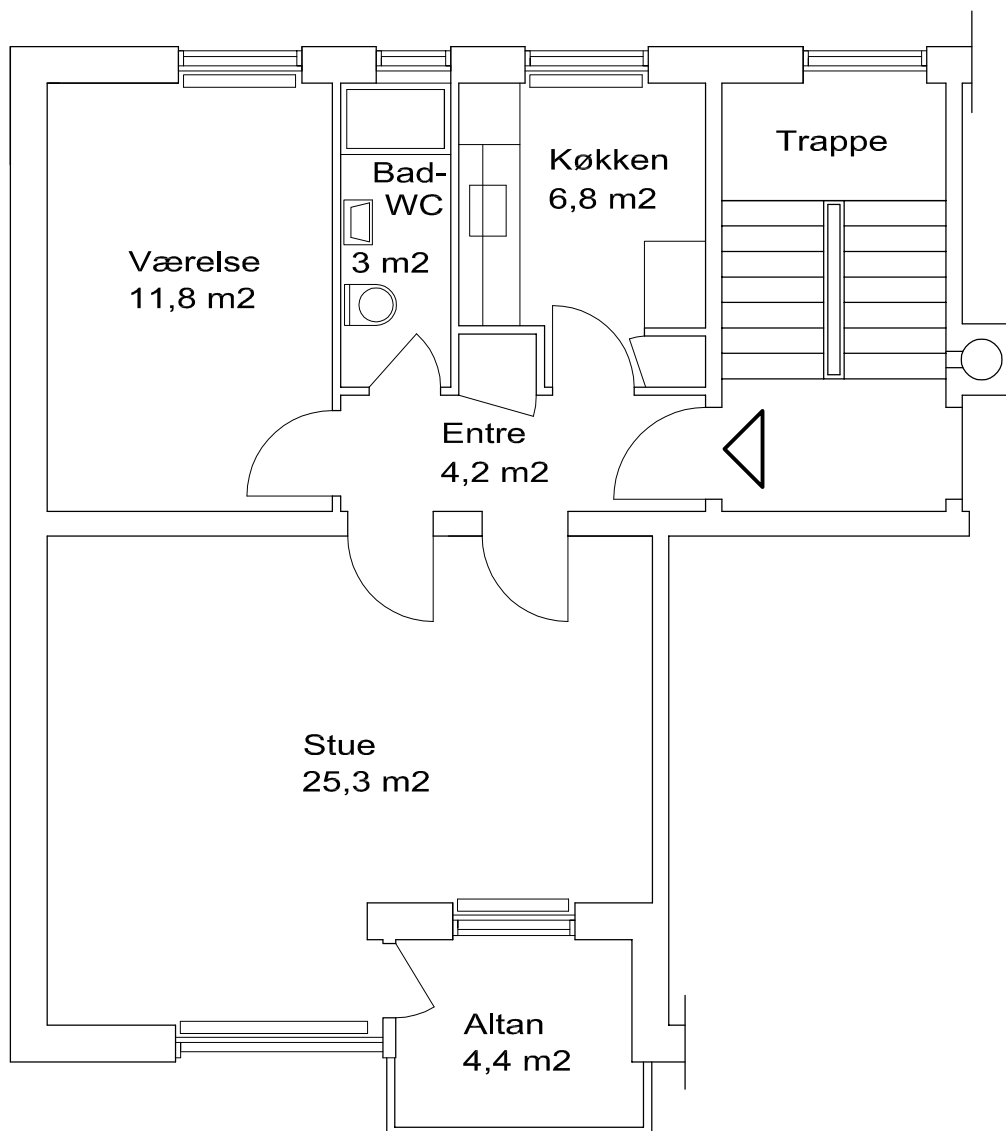 Trappe
Køkken
6,8 m2
Bad-
WC
3 m2
Værelse
11,8 m2
Entre
4,2 m2
Stue
25,3 m2
Altan
4,4 m2